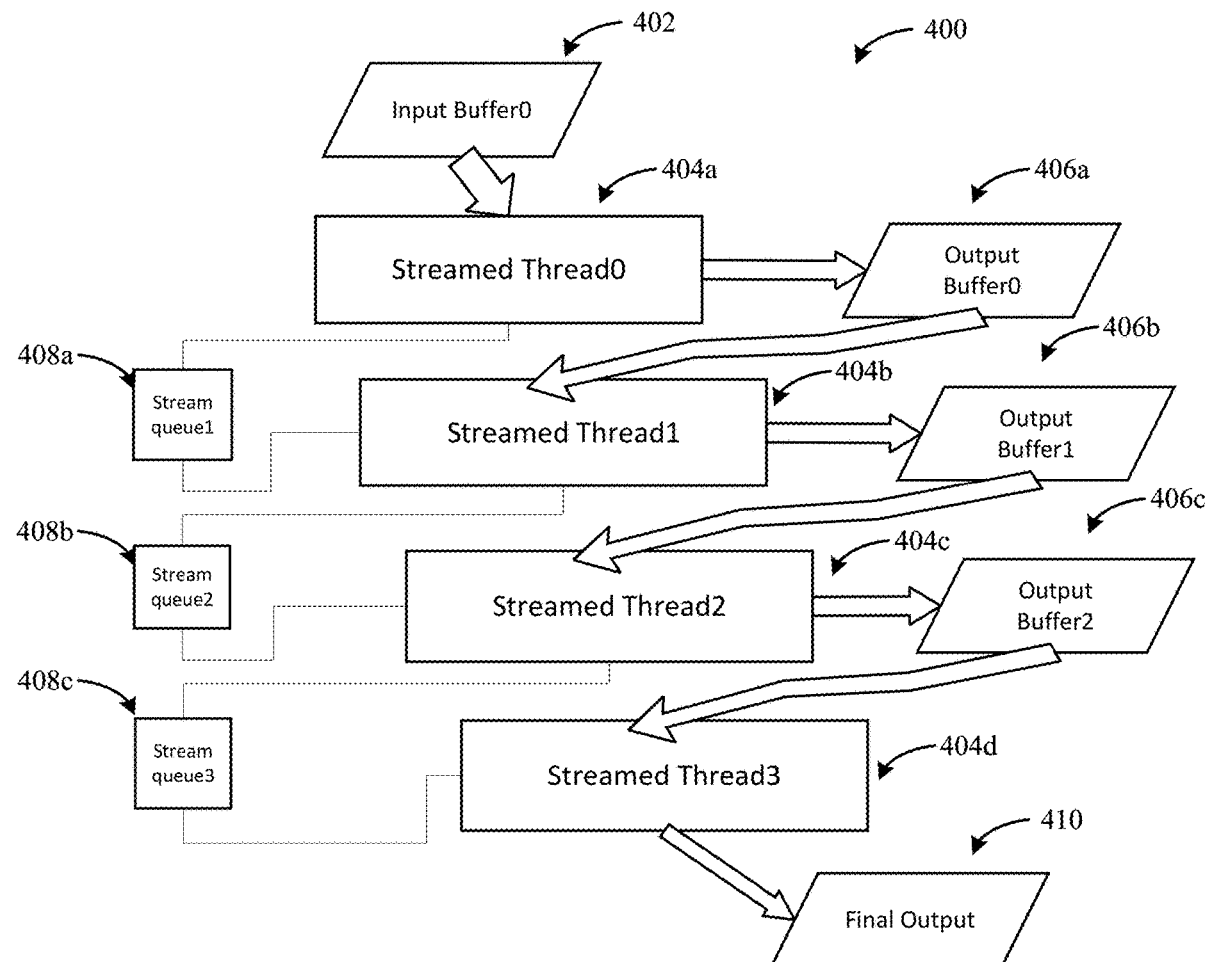 402
400
Input Buffer0
404a
406a
Streamed Thread0
Output
Buffer0
406b
408a
404b
Stream
queue1
Streamed Thread1
Output
Buffer1
406c
408b
404c
Stream
queue2
Streamed Thread2
Output
Buffer2
408c
404d
Stream
queue3
Streamed Thread3
410
Final Output